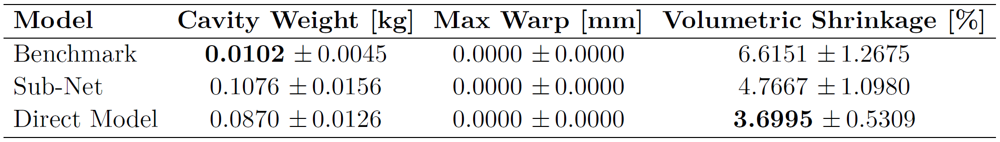 Model Cavity Weight [kg] Max Warp [mm] Volumetric Shrinkage [%]
Benchmark 0.0102 ± 0.0045 0.0000 ± 0.0000 6.6151 ± 1.2675
Sub-Net 0.1076 ± 0.0156 0.0000 ± 0.0000 4.7667 ± 1.0980
Direct Model 0.0870 ± 0.0126 0.0000 ± 0.0000 3.6995 ± 0.5309